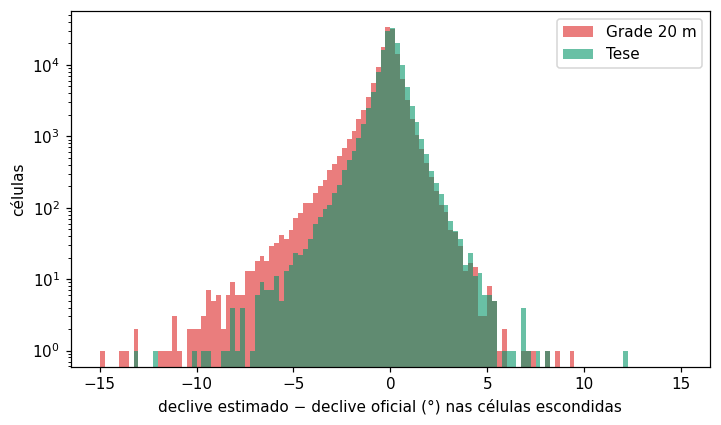 Grade 20 m
Tese
células
10⁴
10³
10²
10¹
10⁰
−15 −10 −5 0 5 10 15
declive estimado − declive oficial (°) nas células escondidas